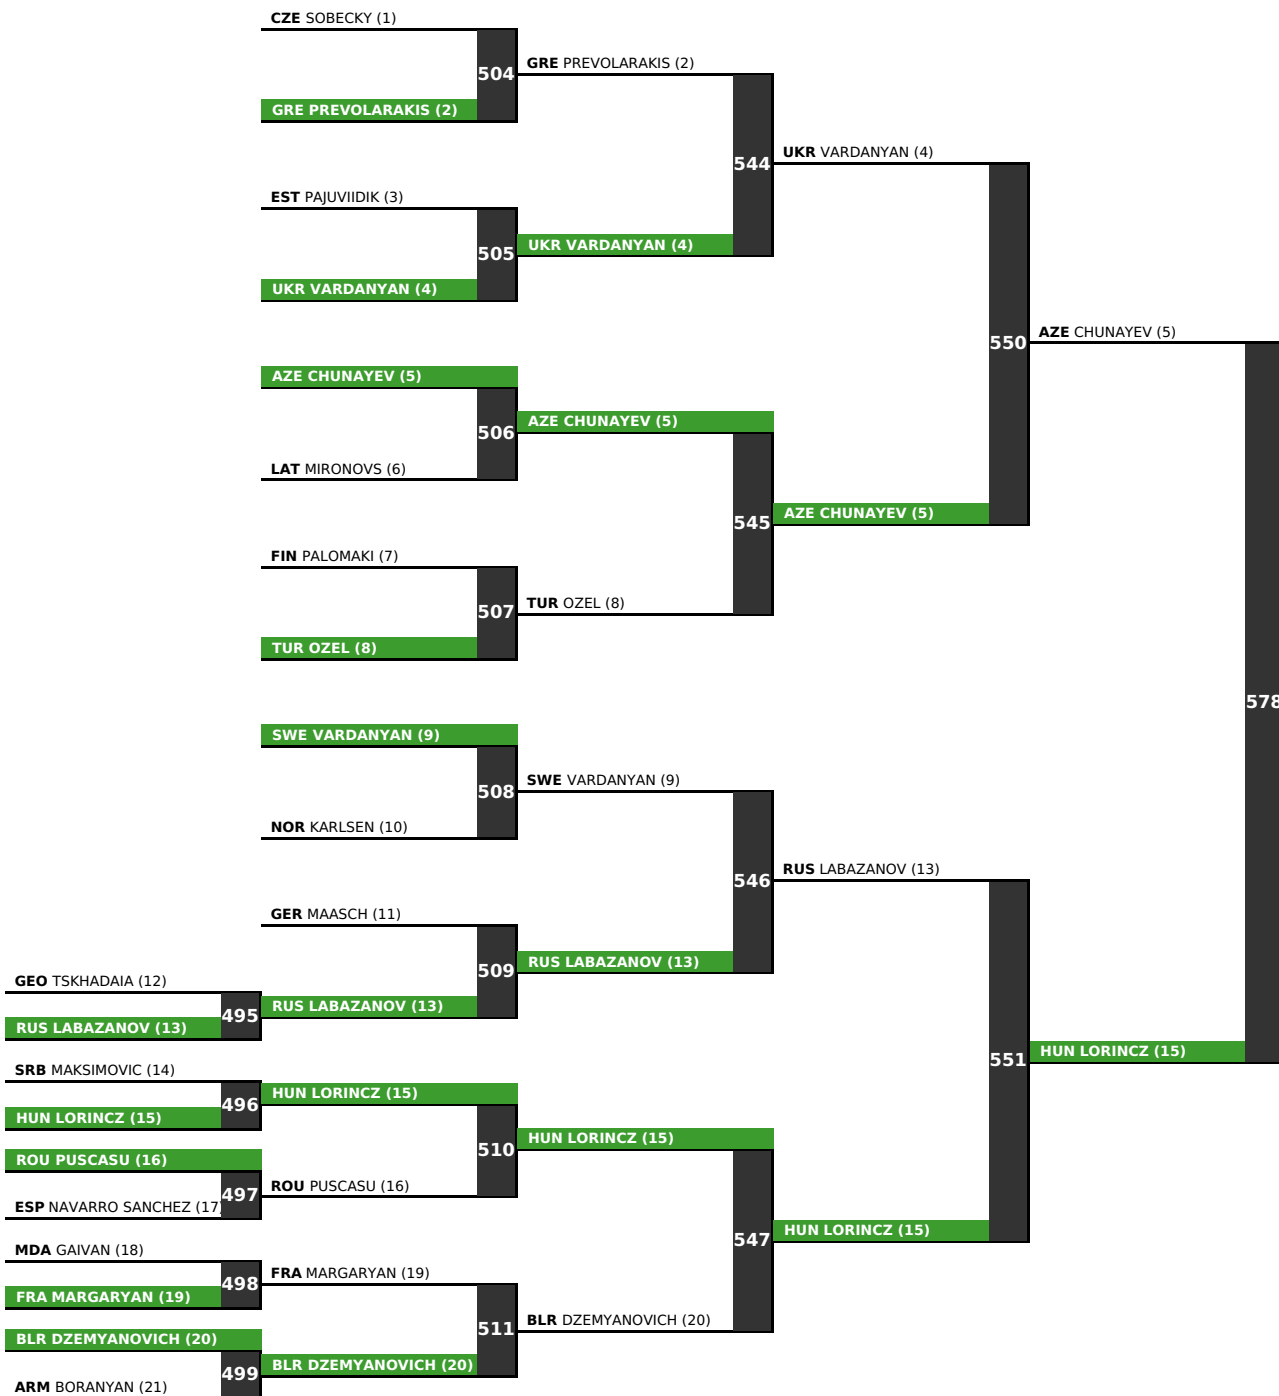 CZE SOBECKY (1)
504
GRE PREVOLARAKIS (2)
GRE PREVOLARAKIS (2)
544
UKR VARDANYAN (4)
EST PAJUVIIDIK (3)
505
UKR VARDANYAN (4)
UKR VARDANYAN (4)
550
AZE CHUNAYEV (5)
AZE CHUNAYEV (5)
506
AZE CHUNAYEV (5)
LAT MIRONOVS (6)
545
AZE CHUNAYEV (5)
FIN PALOMAKI (7)
507
TUR OZEL (8)
TUR OZEL (8)
578
SWE VARDANYAN (9)
508
SWE VARDANYAN (9)
NOR KARLSEN (10)
546
RUS LABAZANOV (13)
GER MAASCH (11)
509
RUS LABAZANOV (13)
GEO TSKHADAIA (12)
495
RUS LABAZANOV (13)
RUS LABAZANOV (13)
551
HUN LORINCZ (15)
SRB MAKSIMOVIC (14)
496
HUN LORINCZ (15)
HUN LORINCZ (15)
510
HUN LORINCZ (15)
ROU PUSCASU (16)
497
ROU PUSCASU (16)
ESP NAVARRO SANCHEZ (17)
547
HUN LORINCZ (15)
MDA GAIVAN (18)
498
FRA MARGARYAN (19)
FRA MARGARYAN (19)
511
BLR DZEMYANOVICH (20)
BLR DZEMYANOVICH (20)
499
BLR DZEMYANOVICH (20)
ARM BORANYAN (21)